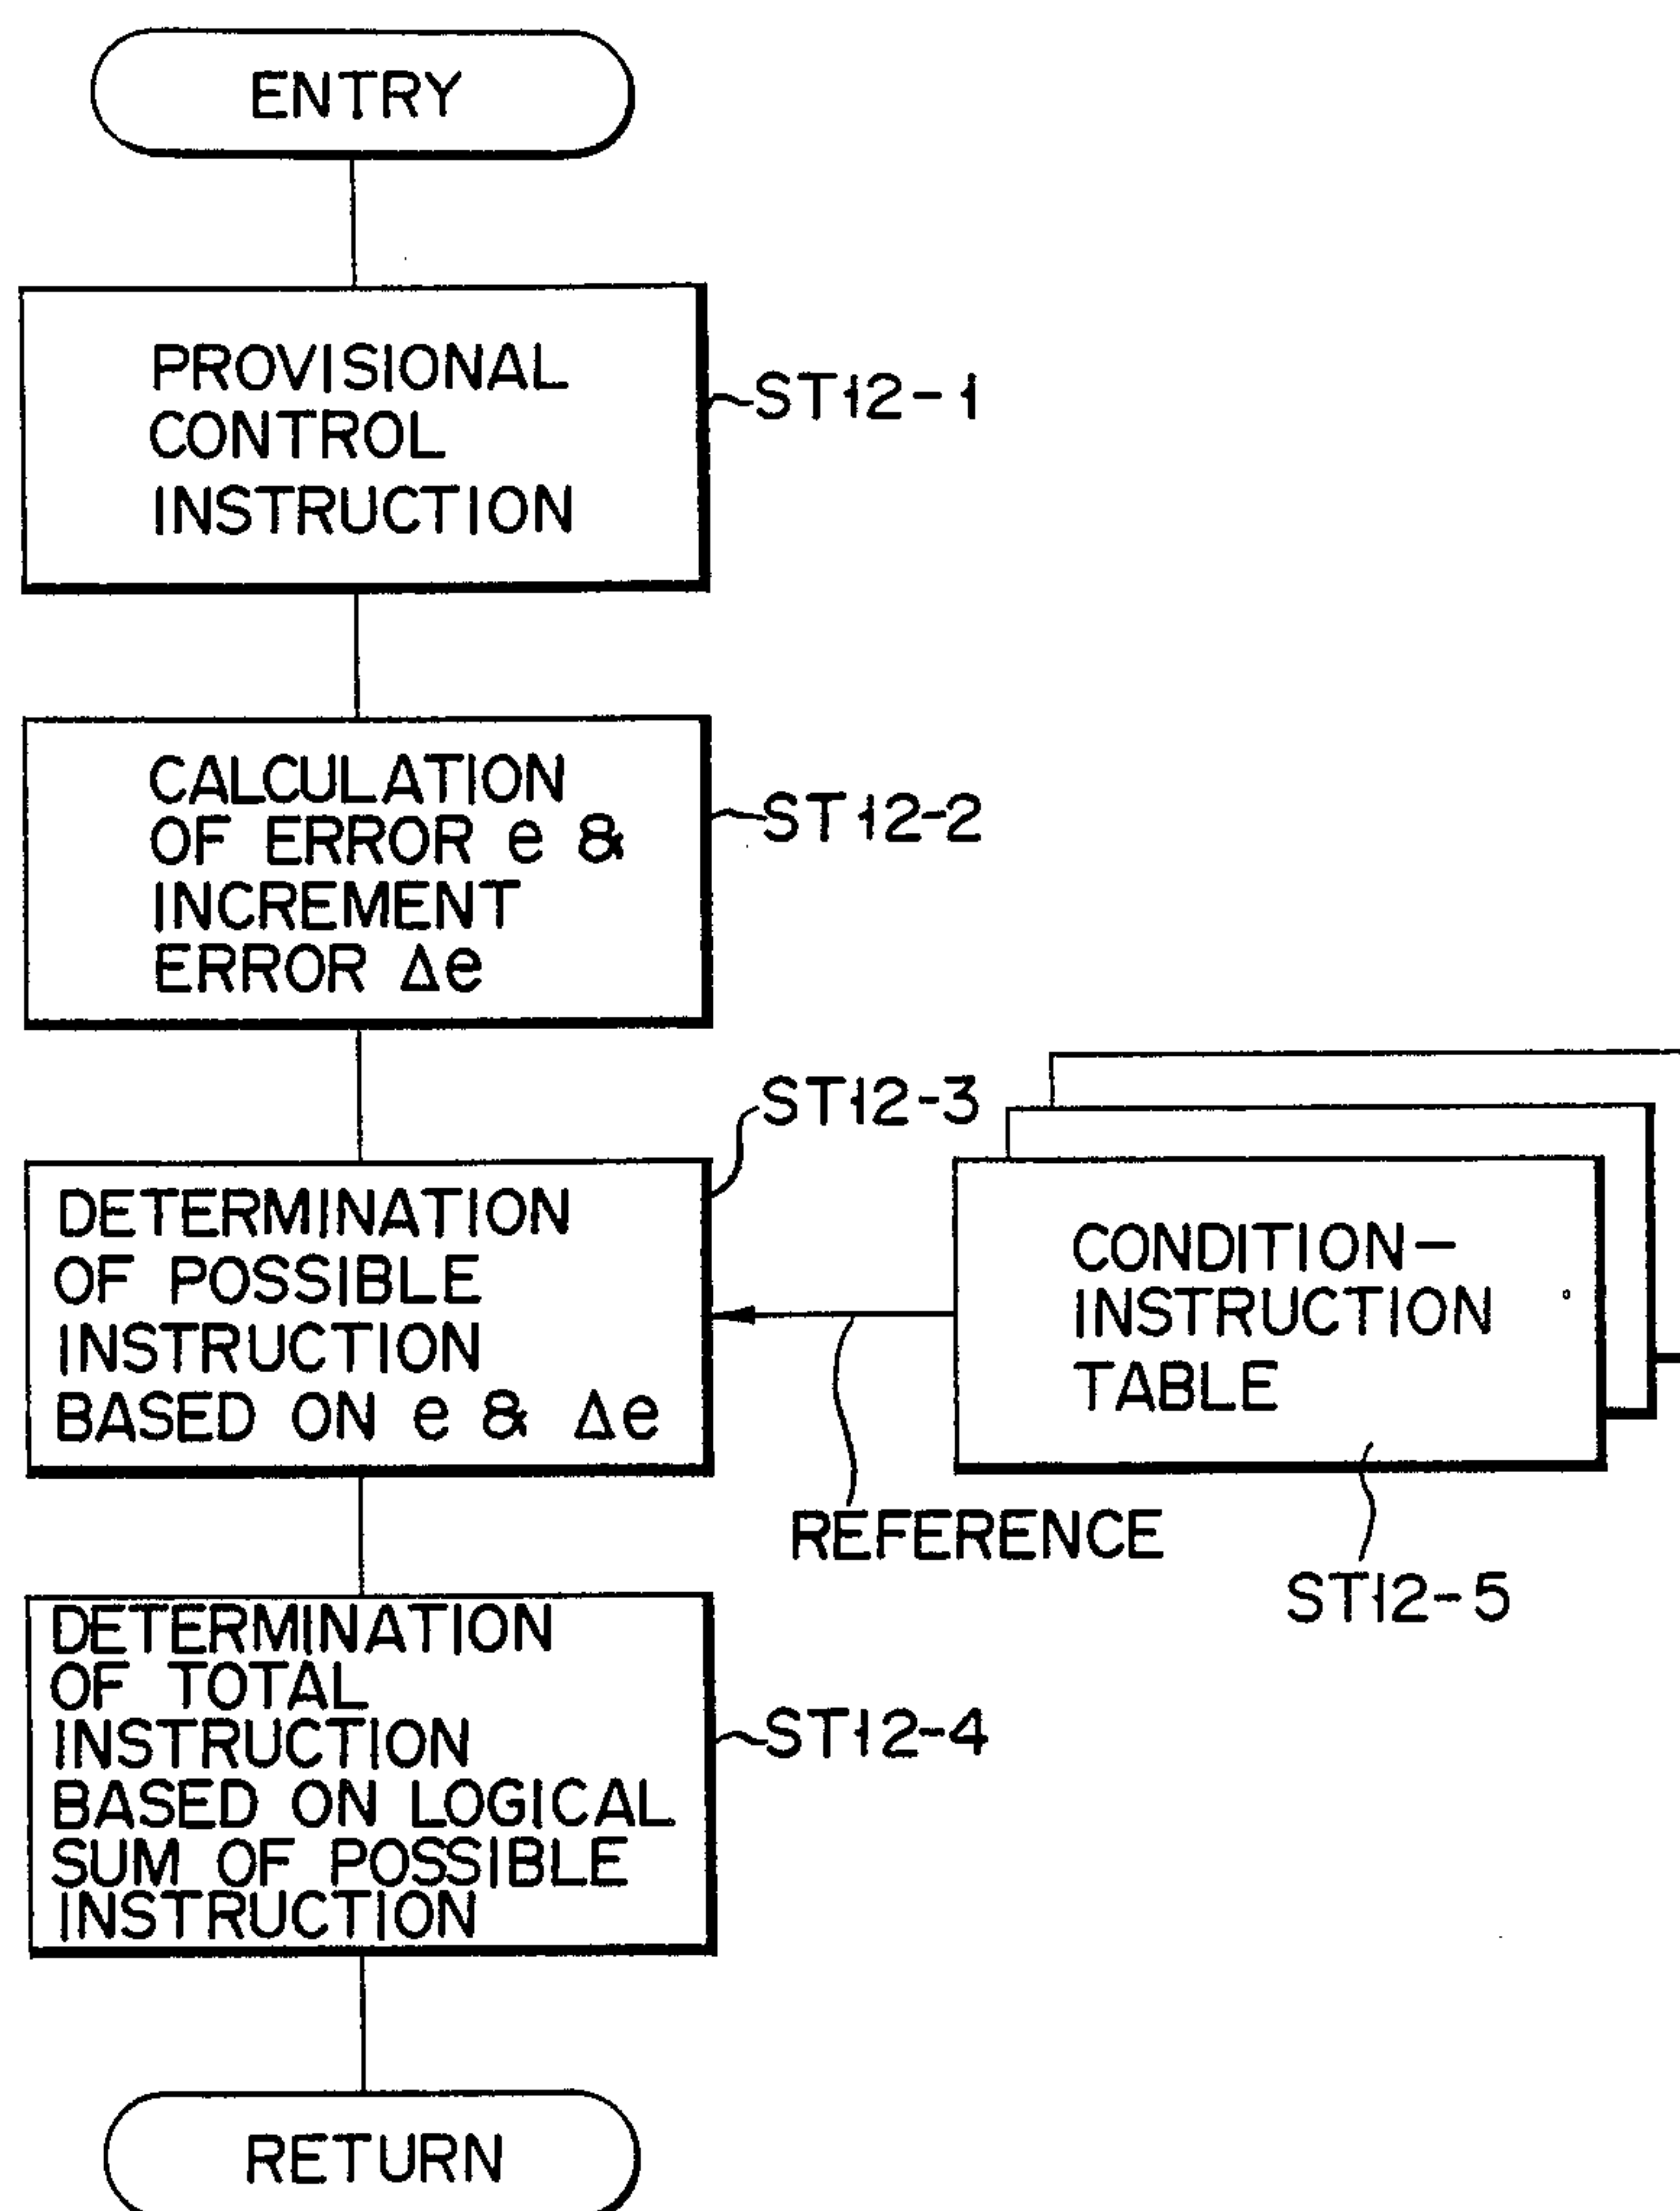 ENTRY
PROVISIONAL
CONTROL
INSTRUCTION
ST12-1
CALCULATION
OF ERROR e &
INCREMENT
ERROR Δe
ST12-2
ST12-3
DETERMINATION
OF POSSIBLE
INSTRUCTION
BASED ON e & Δe
CONDITION-
INSTRUCTION
TABLE
REFERENCE
ST12-5
DETERMINATION
OF TOTAL
INSTRUCTION
BASED ON LOGICAL
SUM OF POSSIBLE
INSTRUCTION
ST12-4
RETURN